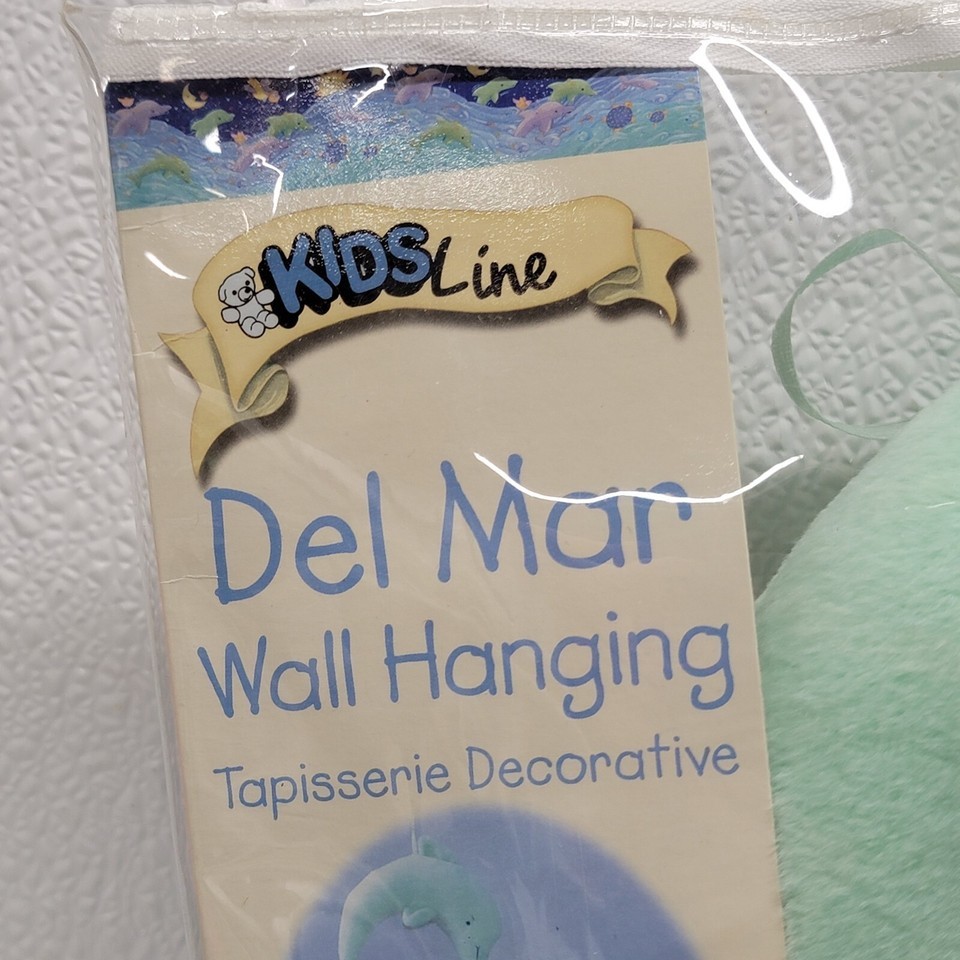 KIDSLine
Del Mar
Wall Hanging
Tapisserie Decorative